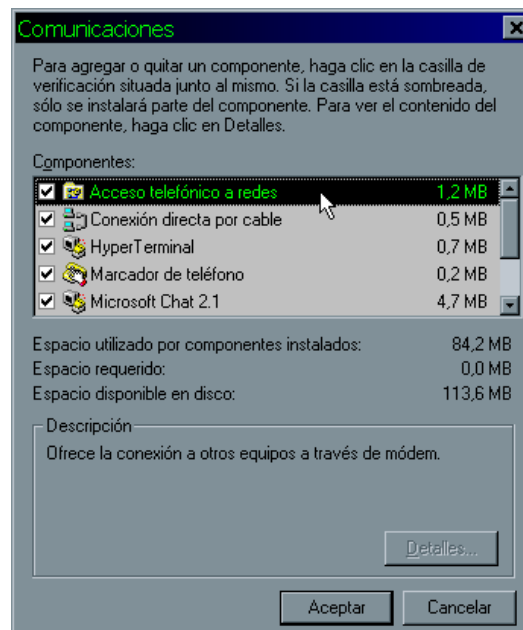 Comunicaciones
Para agregar o quitar un componente, haga clic en la casilla de
verificación situada junto al mismo. Si la casilla está sombreada,
sólo se instalará parte del componente. Para ver el contenido del
componente, haga clic en Detalles.
Componentes:
Acceso telefónico a redes 1,2 MB
Conexión directa por cable 0,5 MB
HyperTerminal 0,7 MB
Marcador de teléfono 0,2 MB
Microsoft Chat 2.1 4,7 MB
Espacio utilizado por componentes instalados: 84,2 MB
Espacio requerido: 0,0 MB
Espacio disponible en disco: 113,6 MB
Descripción
Ofrece la conexión a otros equipos a través de módem.
Detalles...
Aceptar Cancelar